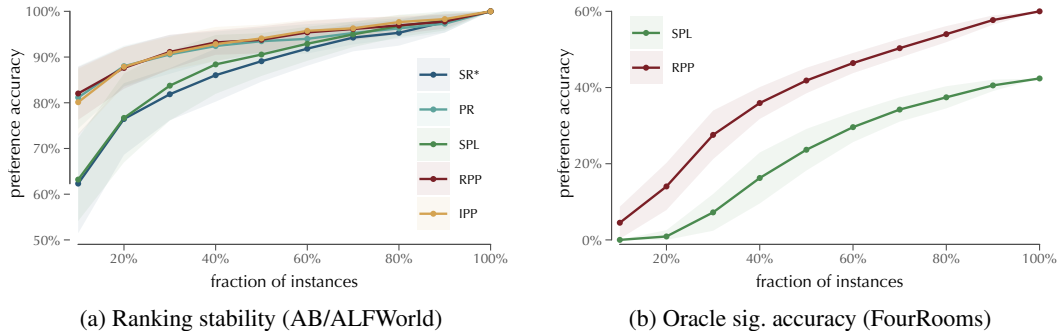 100%
90%
80%
70%
60%
50%
preference accuracy
SR*
PR
SPL
RPP
IPP
20%
40%
60%
80%
100%
fraction of instances
(a) Ranking stability (AB/ALFWorld)
60%
40%
20%
0%
preference accuracy
SPL
RPP
20%
40%
60%
80%
100%
fraction of instances
(b) Oracle sig. accuracy (FourRooms)